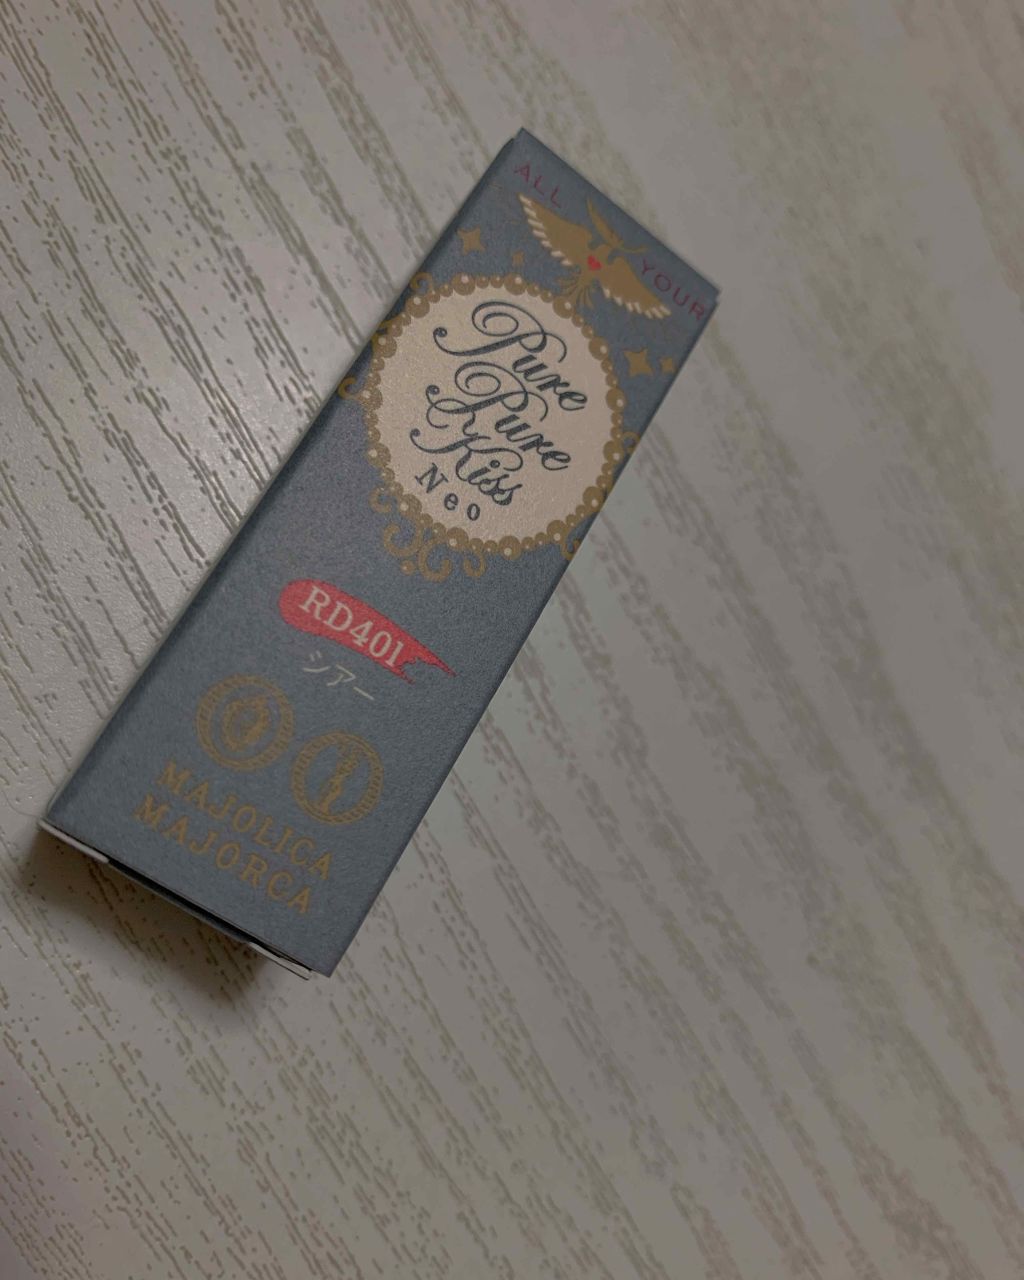 ALL YOUR
Pure
Pure
Kiss
Neo
RD401
シアー
MAJOLICA
MAJORCA